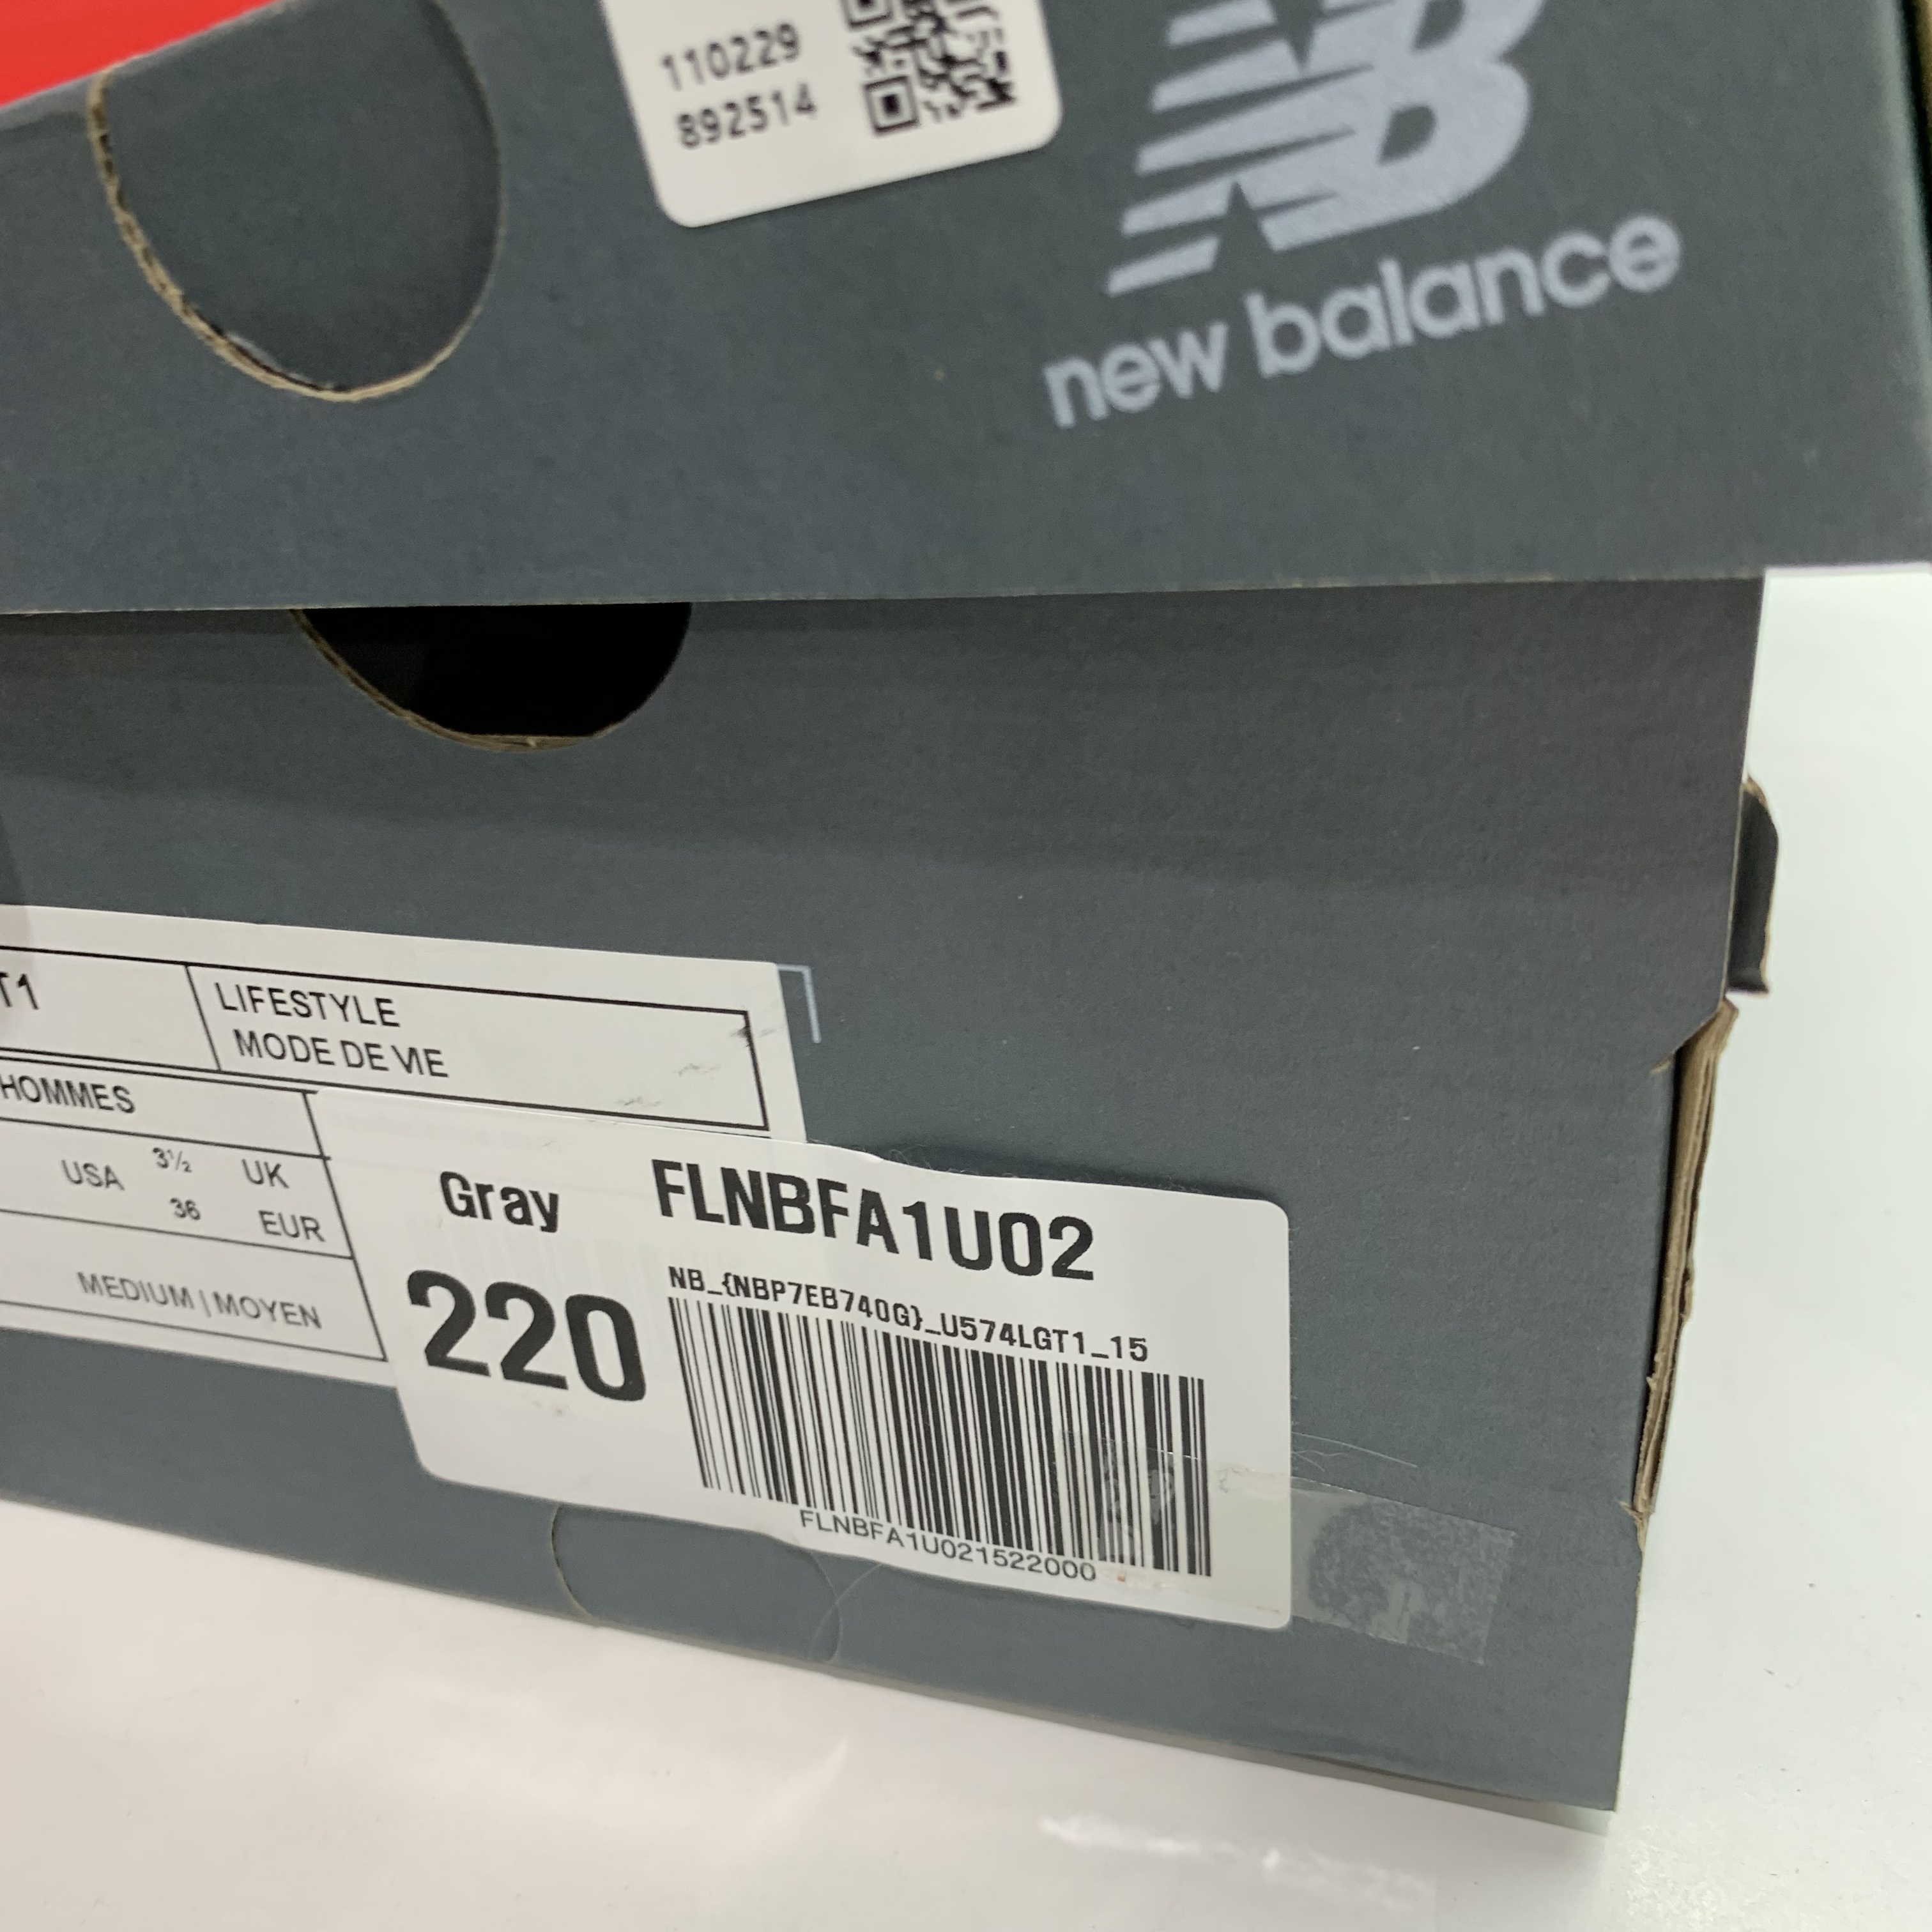 110229
892514
new balance
T1
LIFESTYLE
MODE DE VIE
HOMMES
USA 3½ UK
36 EUR
MEDIUM | MOYEN
Gray FLNBFA1U02
220
NB_{NBP7EB740G}_U574LGT1_15
FLNBFA1U021522000